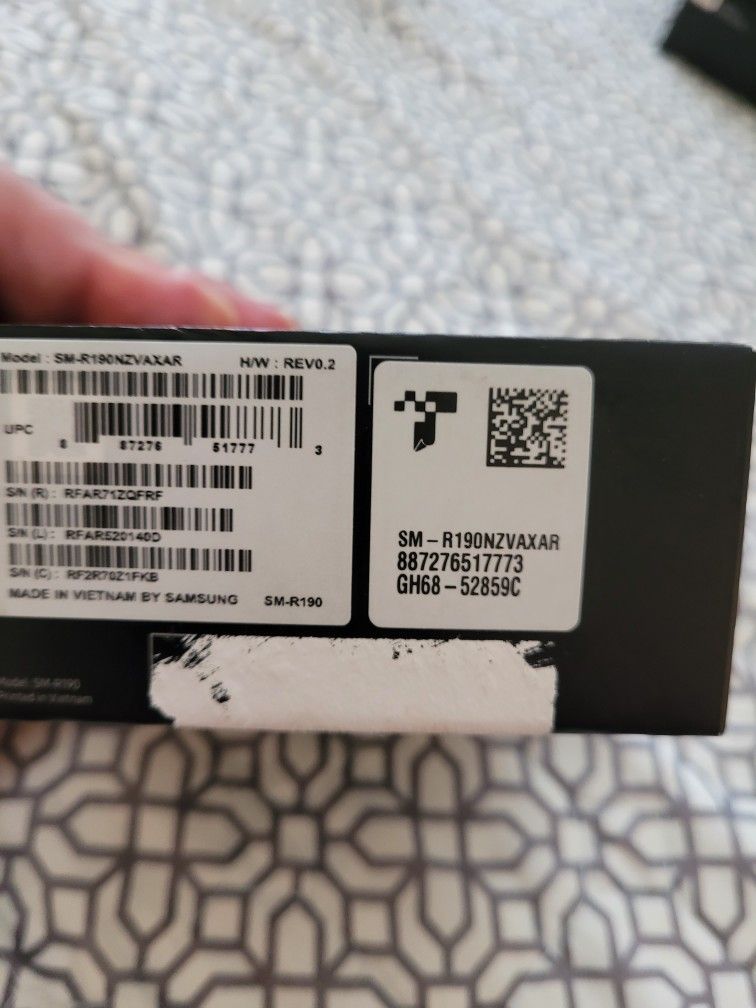 Model : SM-R190NZVAXAR H/W : REV0.2
UPC 8 87276 51777 3
S/N (R) : RFAR71ZQFRF
S/N (L) : RFAR520140D
S/N (C) : RF2R70Z1FKB
MADE IN VIETNAM BY SAMSUNG SM-R190
SM-R190NZVAXAR
887276517773
GH68-52859C
Model: SM-R190
Printed in Vietnam